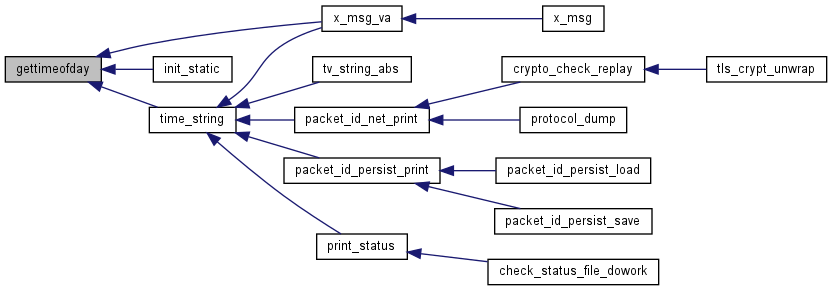 x_msg_va
x_msg
gettimeofday
init_static
tv_string_abs
crypto_check_replay
tls_crypt_unwrap
time_string
packet_id_net_print
protocol_dump
packet_id_persist_print
packet_id_persist_load
packet_id_persist_save
print_status
check_status_file_dowork